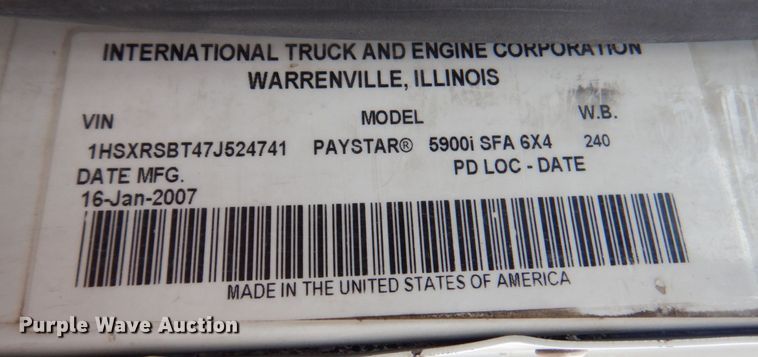 INTERNATIONAL TRUCK AND ENGINE CORPORATION
WARRENVILLE, ILLINOIS
VIN MODEL W.B.
1HSXRSBT47J524741 PAYSTAR® 5900i SFA 6X4 240
DATE MFG. PD LOC - DATE
16-Jan-2007
MADE IN THE UNITED STATES OF AMERICA
Purple Wave Auction